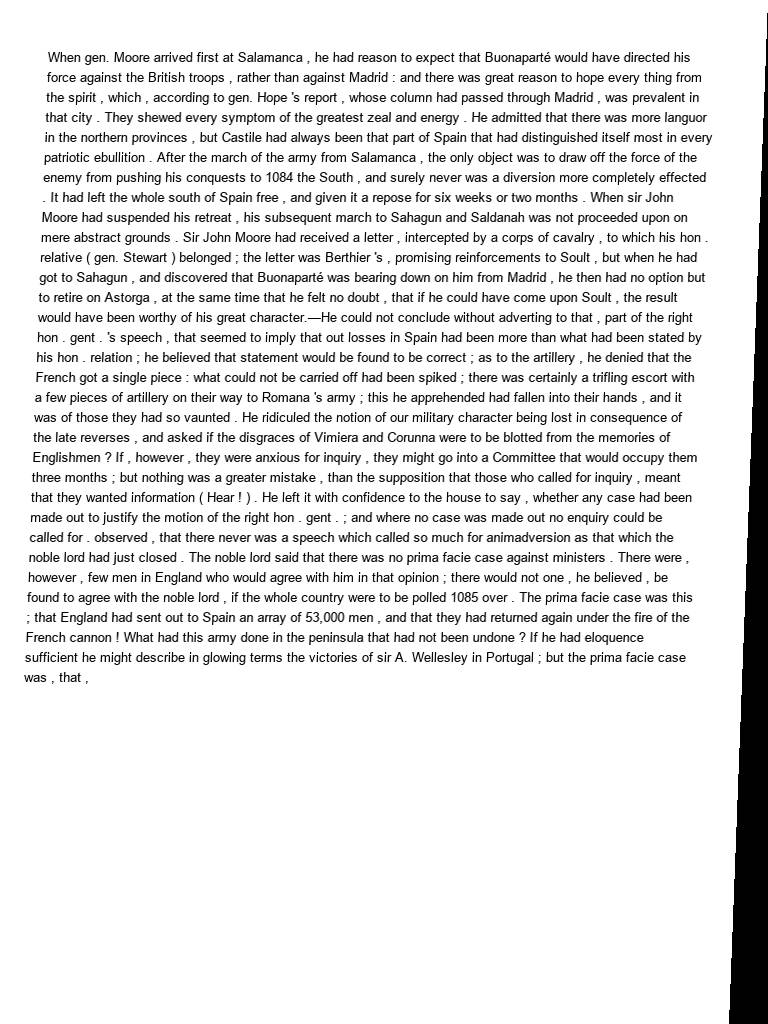 When gen. Moore arrived first at Salamanca , he had reason to expect that Buonaparté would have directed his
force against the British troops , rather than against Madrid : and there was great reason to hope every thing from
the spirit , which , according to gen. Hope 's report , whose column had passed through Madrid , was prevalent in
that city . They shewed every symptom of the greatest zeal and energy . He admitted that there was more languor
in the northern provinces , but Castile had always been that part of Spain that had distinguished itself most in every
patriotic ebullition . After the march of the army from Salamanca , the only object was to draw off the force of the
enemy from pushing his conquests to 1084 the South , and surely never was a diversion more completely effected
. It had left the whole south of Spain free , and given it a repose for six weeks or two months . When sir John
Moore had suspended his retreat , his subsequent march to Sahagun and Saldanah was not proceeded upon on
mere abstract grounds . Sir John Moore had received a letter , intercepted by a corps of cavalry , to which his hon .
relative ( gen. Stewart ) belonged ; the letter was Berthier 's , promising reinforcements to Soult , but when he had
got to Sahagun , and discovered that Buonaparté was bearing down on him from Madrid , he then had no option but
to retire on Astorga , at the same time that he felt no doubt , that if he could have come upon Soult , the result
would have been worthy of his great character.—He could not conclude without adverting to that , part of the right
hon . gent . 's speech , that seemed to imply that out losses in Spain had been more than what had been stated by
his hon . relation ; he believed that statement would be found to be correct ; as to the artillery , he denied that the
French got a single piece : what could not be carried off had been spiked ; there was certainly a trifling escort with
a few pieces of artillery on their way to Romana 's army ; this he apprehended had fallen into their hands , and it
was of those they had so vaunted . He ridiculed the notion of our military character being lost in consequence of
the late reverses , and asked if the disgraces of Vimiera and Corunna were to be blotted from the memories of
Englishmen ? If , however , they were anxious for inquiry , they might go into a Committee that would occupy them
three months ; but nothing was a greater mistake , than the supposition that those who called for inquiry , meant
that they wanted information ( Hear ! ) . He left it with confidence to the house to say , whether any case had been
made out to justify the motion of the right hon . gent . ; and where no case was made out no enquiry could be
called for . observed , that there never was a speech which called so much for animadversion as that which the
noble lord had just closed . The noble lord said that there was no prima facie case against ministers . There were ,
however , few men in England who would agree with him in that opinion ; there would not one , he believed , be
found to agree with the noble lord , if the whole country were to be polled 1085 over . The prima facie case was this
; that England had sent out to Spain an array of 53,000 men , and that they had returned again under the fire of the
French cannon ! What had this army done in the peninsula that had not been undone ? If he had eloquence
sufficient he might describe in glowing terms the victories of sir A. Wellesley in Portugal ; but the prima facie case
was , that ,